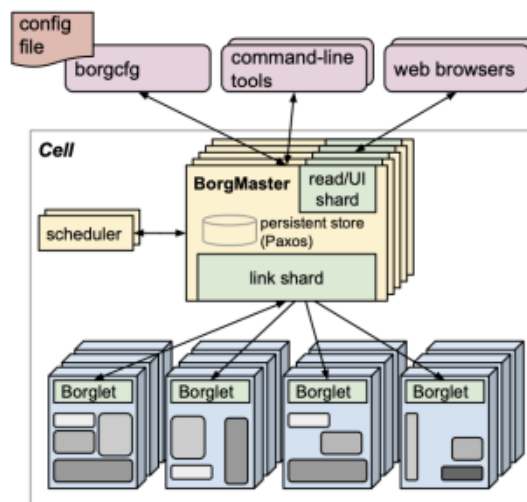 config
file
borgcfg
command-line
tools
web browsers
Cell
BorgMaster
read/UI
shard
persistent store
(Paxos)
scheduler
link shard
Borglet
Borglet
Borglet
Borglet